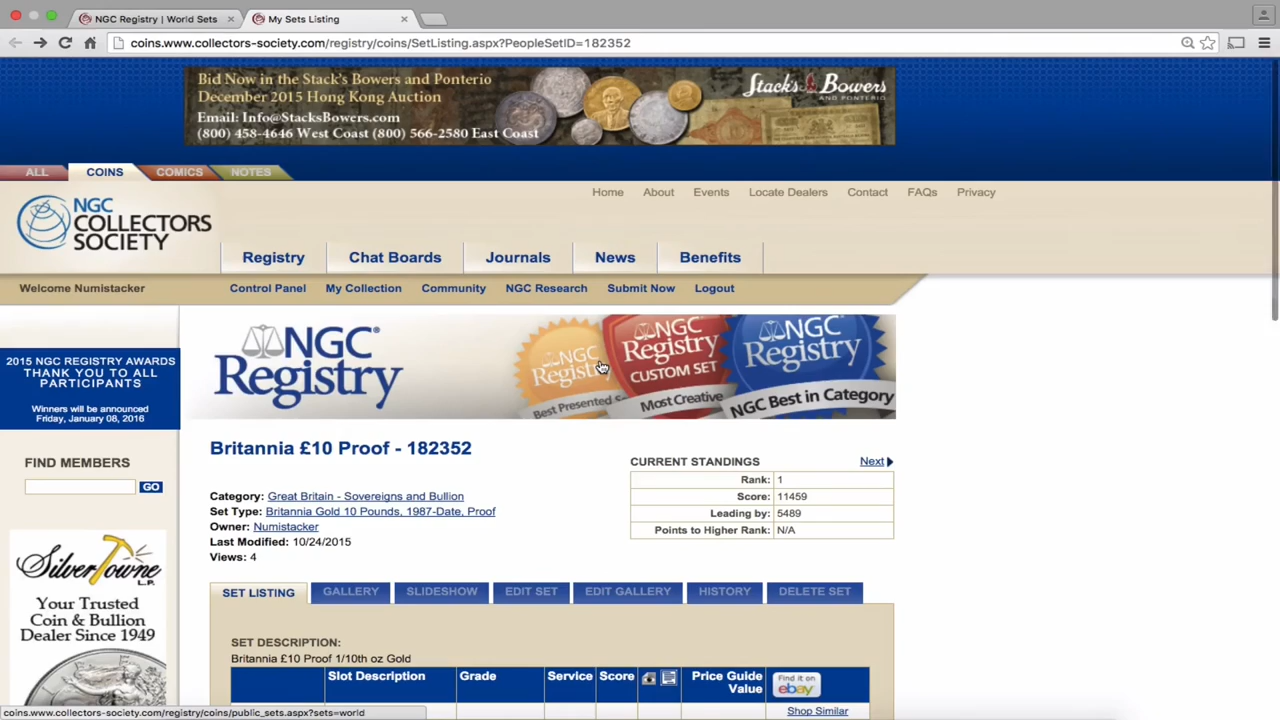 NGC Registry | World Sets
My Sets Listing
coins.www.collectors-society.com/registry/coins/SetListing.aspx?PeopleSetID=182352
Bid Now in the Stack's Bowers and Ponterio
December 2015 Hong Kong Auction
Email: Info@StacksBowers.com
(800) 458-4646 West Coast (800) 566-2580 East Coast
Stack's Bowers
AND PONTERIO
ALL COINS COMICS NOTES
Home About Events Locate Dealers Contact FAQs Privacy
NGC
COLLECTORS
SOCIETY
Registry Chat Boards Journals News Benefits
Welcome Numistacker
Control Panel My Collection Community NGC Research Submit Now Logout
2015 NGC REGISTRY AWARDS
THANK YOU TO ALL
PARTICIPANTS
Winners will be announced
Friday, January 08, 2016
NGC®
Registry
NGC
Registry
Best Presented
NGC
Registry
CUSTOM SET
Most Creative
NGC
Registry
NGC Best in Category
FIND MEMBERS
GO
Britannia £10 Proof - 182352
Category: Great Britain - Sovereigns and Bullion
Set Type: Britannia Gold 10 Pounds, 1987-Date, Proof
Owner: Numistacker
Last Modified: 10/24/2015
Views: 4
CURRENT STANDINGS Next
Rank: 1
Score: 11459
Leading by: 5489
Points to Higher Rank: N/A
SilverTowne
L.P.
Your Trusted
Coin & Bullion
Dealer Since 1949
SET LISTING GALLERY SLIDESHOW EDIT SET EDIT GALLERY HISTORY DELETE SET
SET DESCRIPTION:
Britannia £10 Proof 1/10th oz Gold
Slot Description Grade Service Score Price Guide Value
Find it on
ebay
Shop Similar
coins.www.collectors-society.com/registry/coins/public_sets.aspx?sets=world